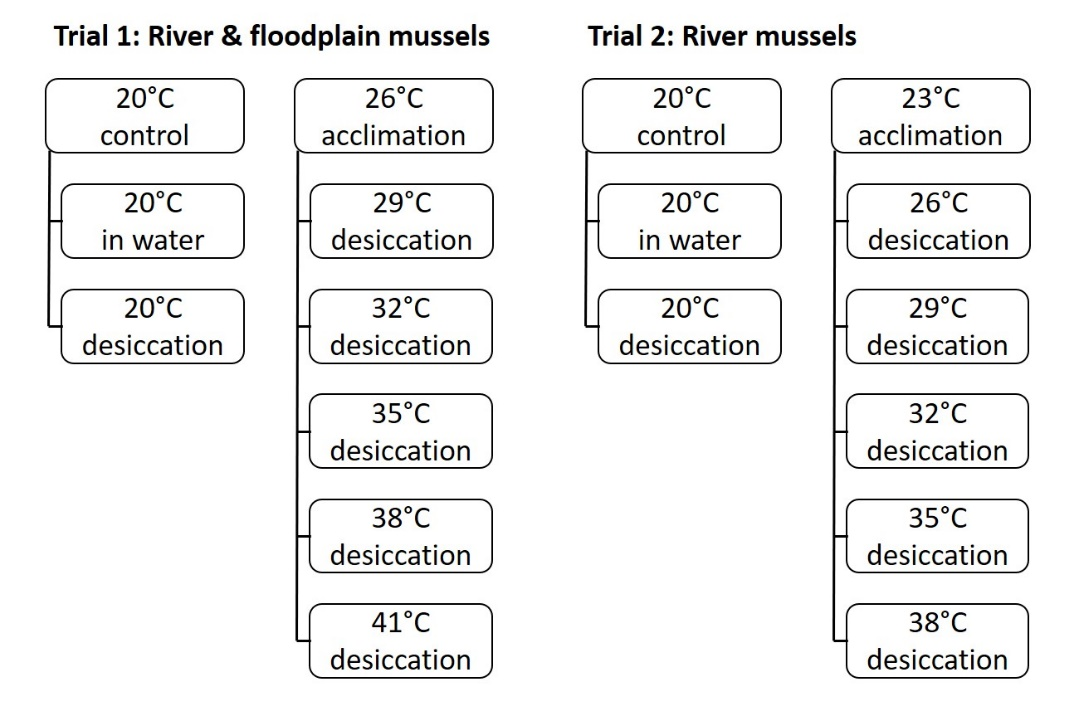 Trial 1: River & floodplain mussels
20°C
control
20°C
in water
20°C
desiccation
26°C
acclimation
29°C
desiccation
32°C
desiccation
35°C
desiccation
38°C
desiccation
41°C
desiccation
Trial 2: River mussels
20°C
control
20°C
in water
20°C
desiccation
23°C
acclimation
26°C
desiccation
29°C
desiccation
32°C
desiccation
35°C
desiccation
38°C
desiccation